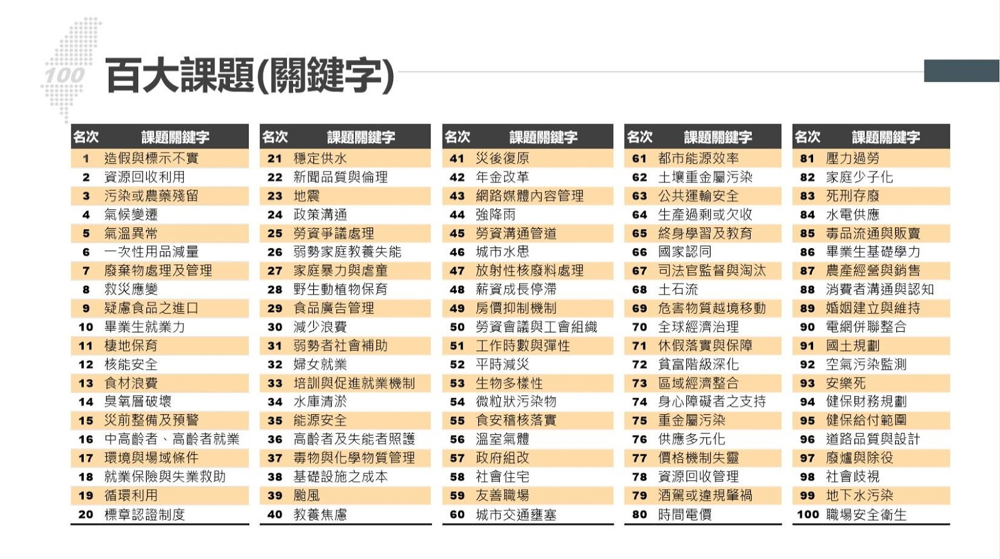 100
百大課題(關鍵字)
名次 課題關鍵字
1 造假與標示不實
2 資源回收利用
3 污染或農藥殘留
4 氣候變遷
5 氣溫異常
6 一次性用品減量
7 廢棄物處理及管理
8 救災應變
9 疑慮食品之進口
10 畢業生就業力
11 棲地保育
12 核能安全
13 食材浪費
14 臭氧層破壞
15 災前整備及預警
16 中高齡者、高齡者就業
17 環境與場域條件
18 就業保險與失業救助
19 循環利用
20 標章認證制度
名次 課題關鍵字
21 穩定供水
22 新聞品質與倫理
23 地震
24 政策溝通
25 勞資爭議處理
26 弱勢家庭教養失能
27 家庭暴力與虐童
28 野生動植物保育
29 食品廣告管理
30 減少浪費
31 弱勢者社會補助
32 婦女就業
33 培訓與促進就業機制
34 水庫清淤
35 能源安全
36 高齡者及失能者照護
37 毒物與化學物質管理
38 基礎設施之成本
39 颱風
40 教養焦慮
名次 課題關鍵字
41 災後復原
42 年金改革
43 網路媒體內容管理
44 強降雨
45 勞資溝通管道
46 城市水患
47 放射性核廢料處理
48 薪資成長停滯
49 房價抑制機制
50 勞資會議與工會組織
51 工作時數與彈性
52 平時減災
53 生物多樣性
54 微粒狀污染物
55 食安稽核落實
56 溫室氣體
57 政府組改
58 社會住宅
59 友善職場
60 城市交通壅塞
名次 課題關鍵字
61 都市能源效率
62 土壤重金屬污染
63 公共運輸安全
64 生產過剩或欠收
65 終身學習及教育
66 國家認同
67 司法官監督與淘汰
68 土石流
69 危害物質越境移動
70 全球經濟治理
71 休假落實與保障
72 貧富階級深化
73 區域經濟整合
74 身心障礙者之支持
75 重金屬污染
76 供應多元化
77 價格機制失靈
78 資源回收管理
79 酒駕或違規肇禍
80 時間電價
名次 課題關鍵字
81 壓力過勞
82 家庭少子化
83 死刑存廢
84 水電供應
85 毒品流通與販賣
86 畢業生基礎學力
87 農產經營與銷售
88 消費者溝通與認知
89 婚姻建立與維持
90 電網併聯整合
91 國土規劃
92 空氣污染監測
93 安樂死
94 健保財務規劃
95 健保給付範圍
96 道路品質與設計
97 廢爐與除役
98 社會歧視
99 地下水污染
100 職場安全衛生